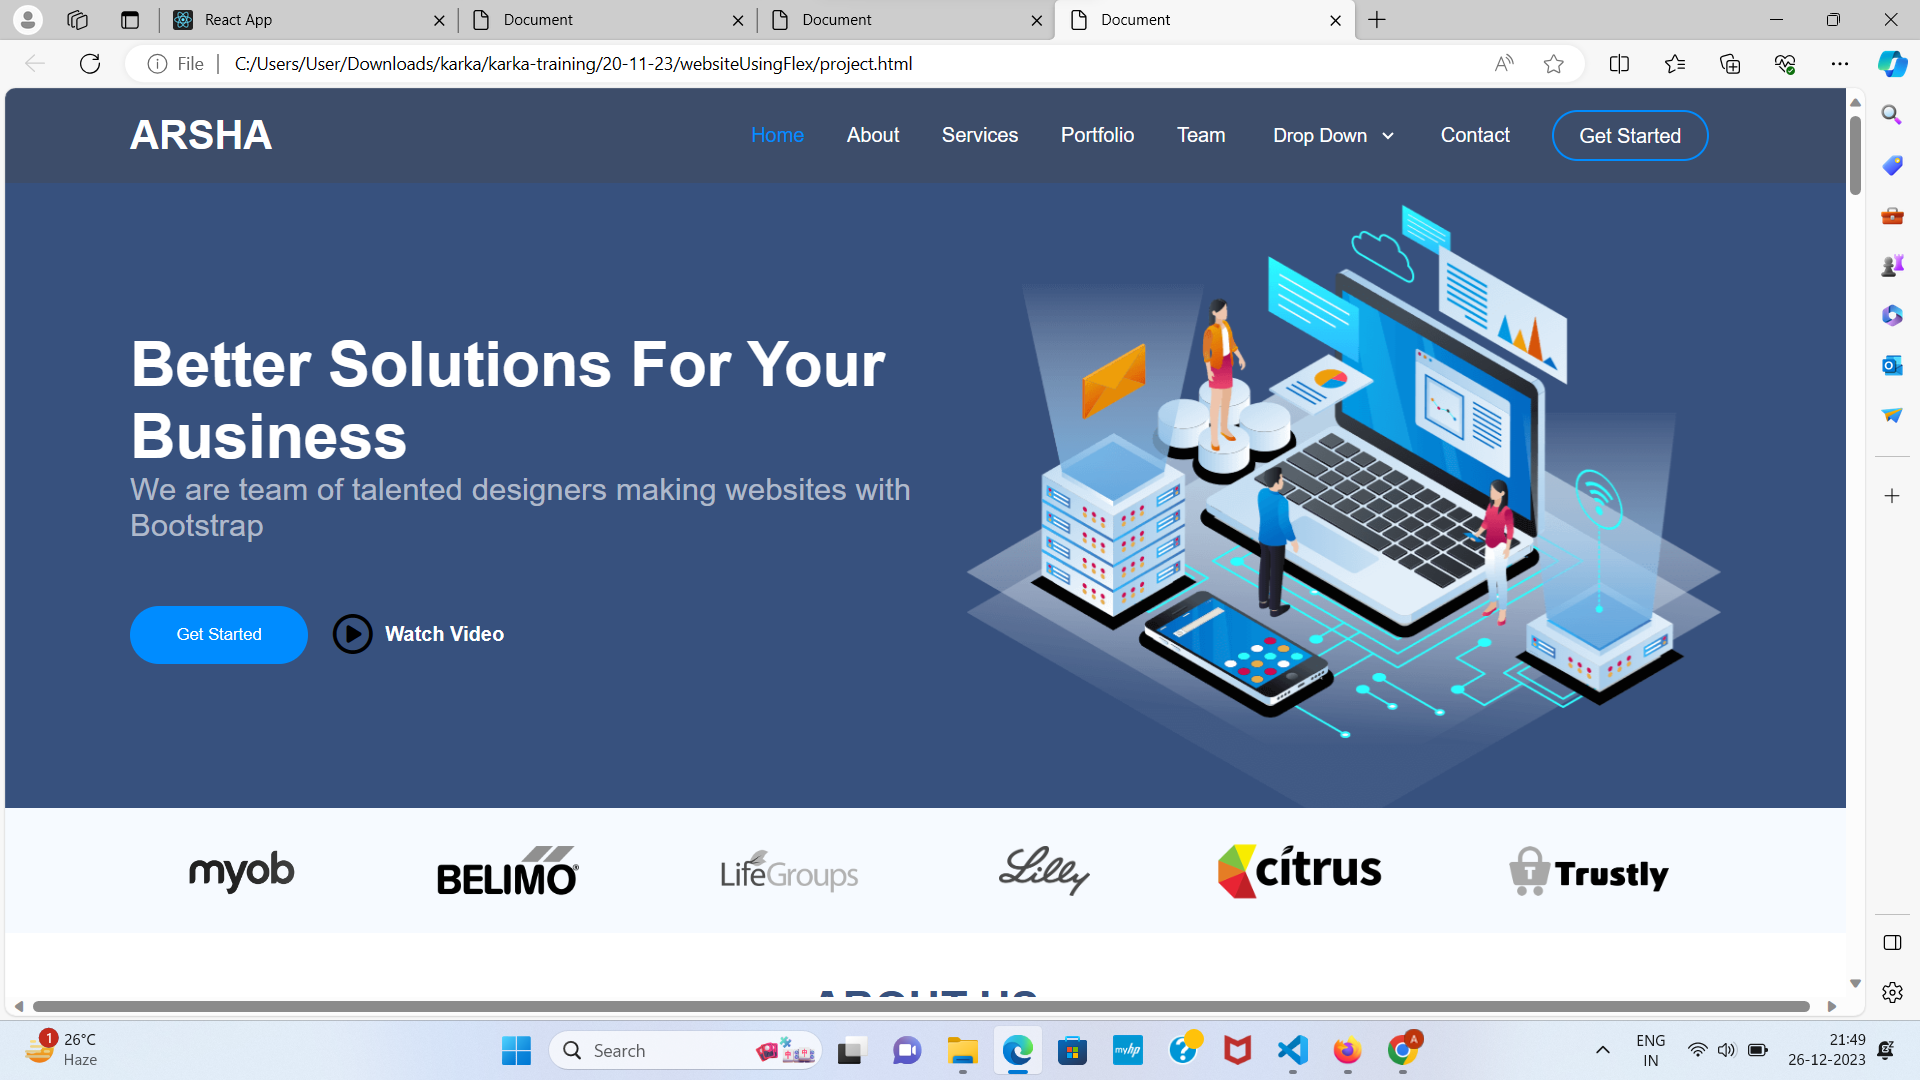 React App
Document
Document
Document
File
C:/Users/User/Downloads/karka/karka-training/20-11-23/websiteUsingFlex/project.html
ARSHA
Home
About
Services
Portfolio
Team
Drop Down
Contact
Get Started
Better Solutions For Your
Business
We are team of talented designers making websites with
Bootstrap
Get Started
Watch Video
myob
BELIMO®
LifeGroups
Lilly
citrus
T Trustly
ABOUT US
1
26°C
Haze
Search
myhp
A
ENG
IN
21:49
26-12-2023